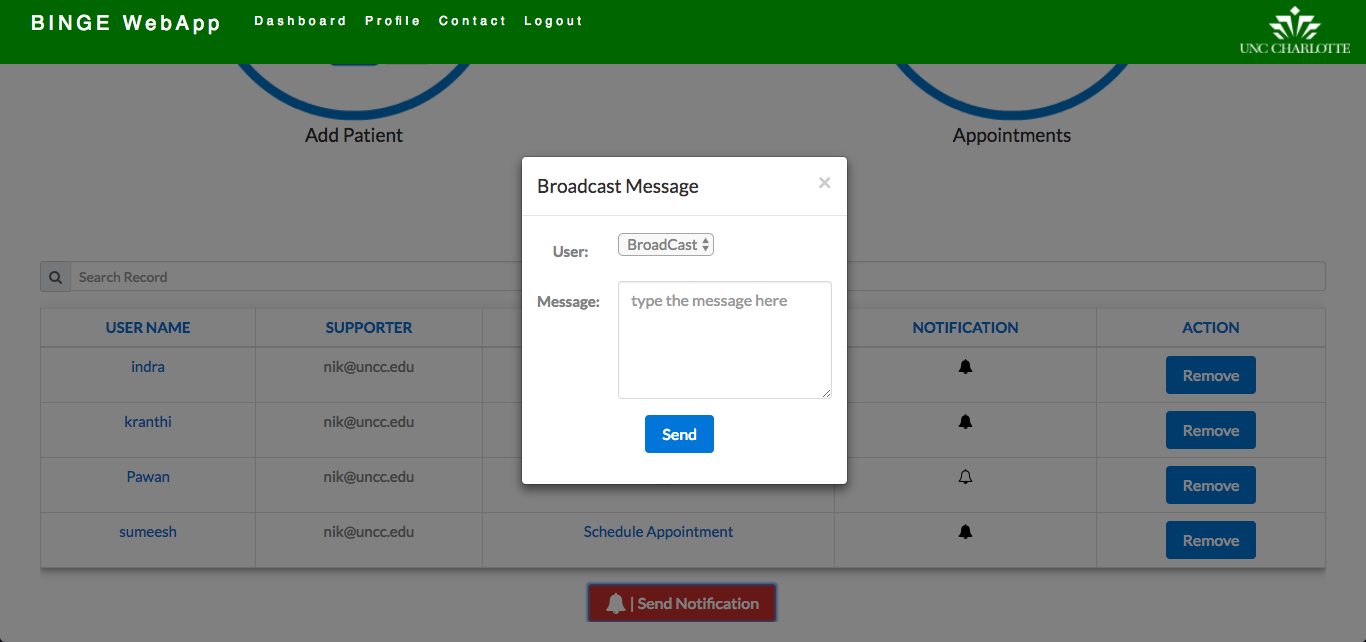 BINGE WebApp Dashboard Profile Contact Logout
UNC CHARLOTTE
Add Patient Appointments
Broadcast Message ×
User: BroadCast
Message: type the message here
Send
Search Record
USER NAME SUPPORTER NOTIFICATION ACTION
indra nik@uncc.edu Remove
kranthi nik@uncc.edu Remove
Pawan nik@uncc.edu Remove
sumeesh nik@uncc.edu Schedule Appointment Remove
| Send Notification